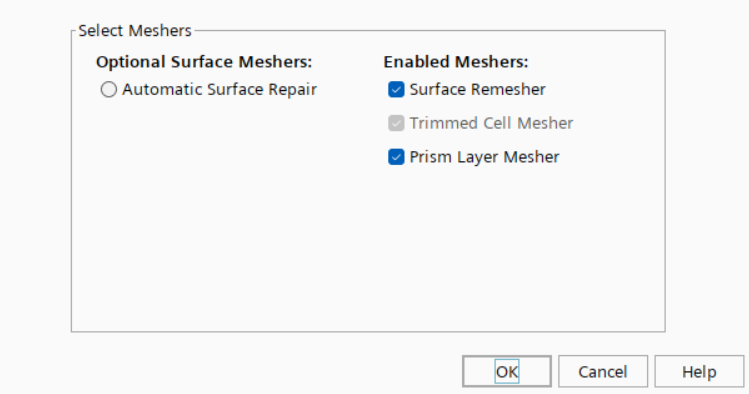 Select Meshers
Optional Surface Meshers:
Automatic Surface Repair
Enabled Meshers:
Surface Remesher
Trimmed Cell Mesher
Prism Layer Mesher
OK
Cancel
Help